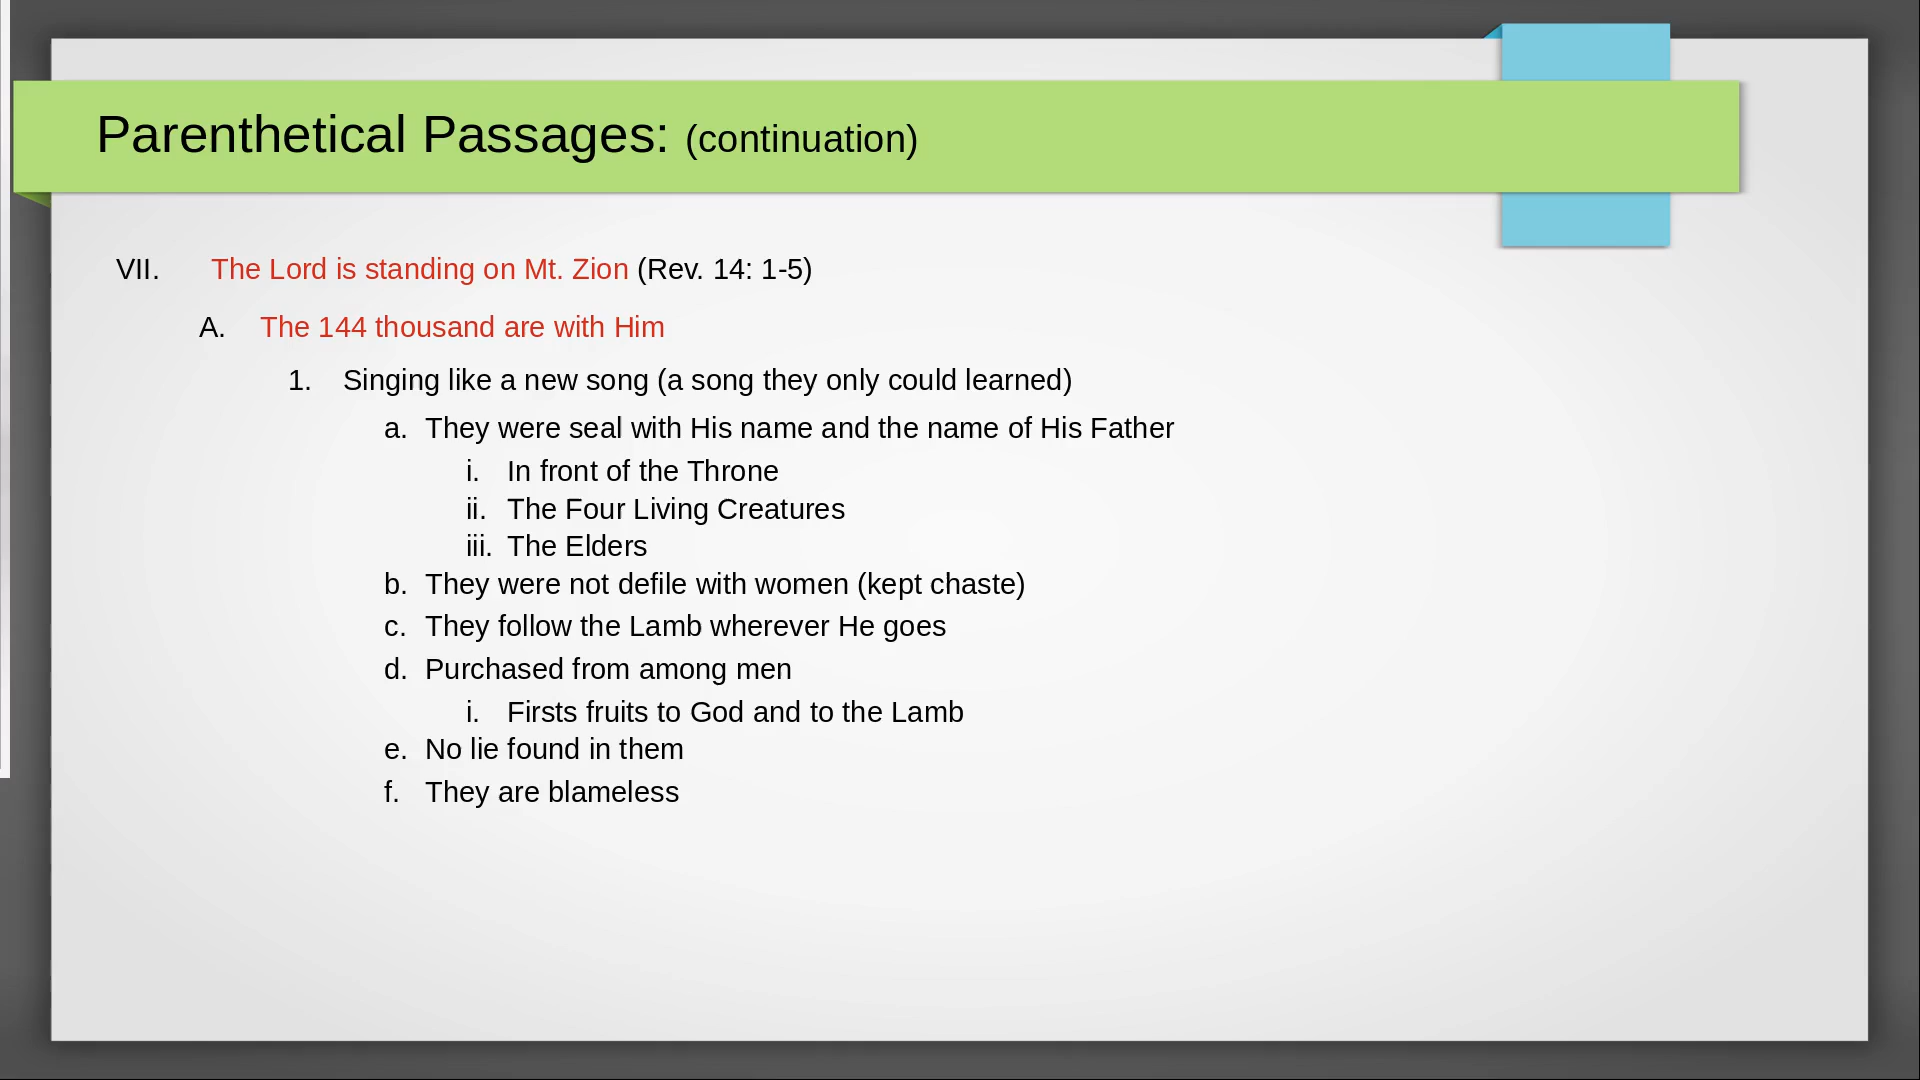 Parenthetical Passages: (continuation)
VII. The Lord is standing on Mt. Zion (Rev. 14: 1-5)
A. The 144 thousand are with Him
1. Singing like a new song (a song they only could learned)
a. They were seal with His name and the name of His Father
i. In front of the Throne
ii. The Four Living Creatures
iii. The Elders
b. They were not defile with women (kept chaste)
c. They follow the Lamb wherever He goes
d. Purchased from among men
i. Firsts fruits to God and to the Lamb
e. No lie found in them
f. They are blameless